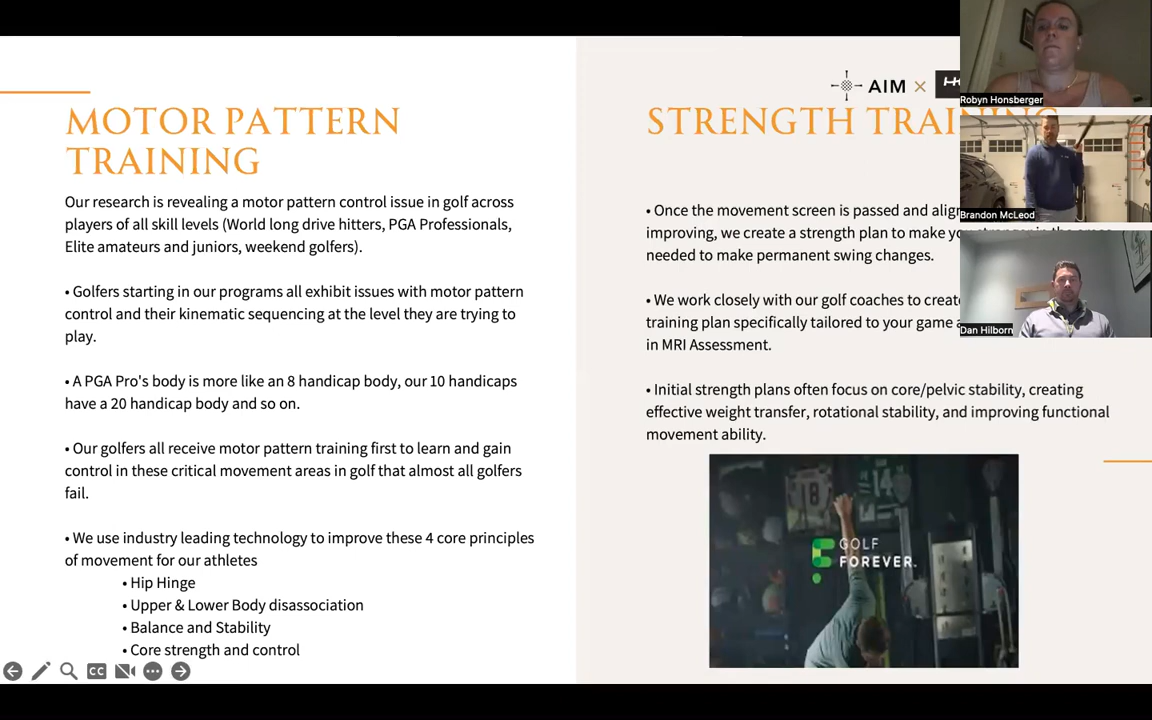 MOTOR PATTERN
TRAINING
Our research is revealing a motor pattern control issue in golf across
players of all skill levels (World long drive hitters, PGA Professionals,
Elite amateurs and juniors, weekend golfers).
• Golfers starting in our programs all exhibit issues with motor pattern
control and their kinematic sequencing at the level they are trying to
play.
• A PGA Pro's body is more like an 8 handicap body, our 10 handicaps
have a 20 handicap body and so on.
• Our golfers all receive motor pattern training first to learn and gain
control in these critical movement areas in golf that almost all golfers
fail.
• We use industry leading technology to improve these 4 core principles
of movement for our athletes
• Hip Hinge
• Upper & Lower Body disassociation
• Balance and Stability
• Core strength and control
CC
AIM ×
STRENGTH
• Once the movement screen is passed and
improving, we create a strength plan to make
needed to make permanent swing changes.
• We work closely with our golf coaches to
training plan specifically tailored to your game
in MRI Assessment.
• Initial strength plans often focus on core/pelvic stability, creating
effective weight transfer, rotational stability, and improving functional
movement ability.
18
14
GOLF
FOREVER.
Robyn Honsberger
Brandon McLeod
Dan Hilborn